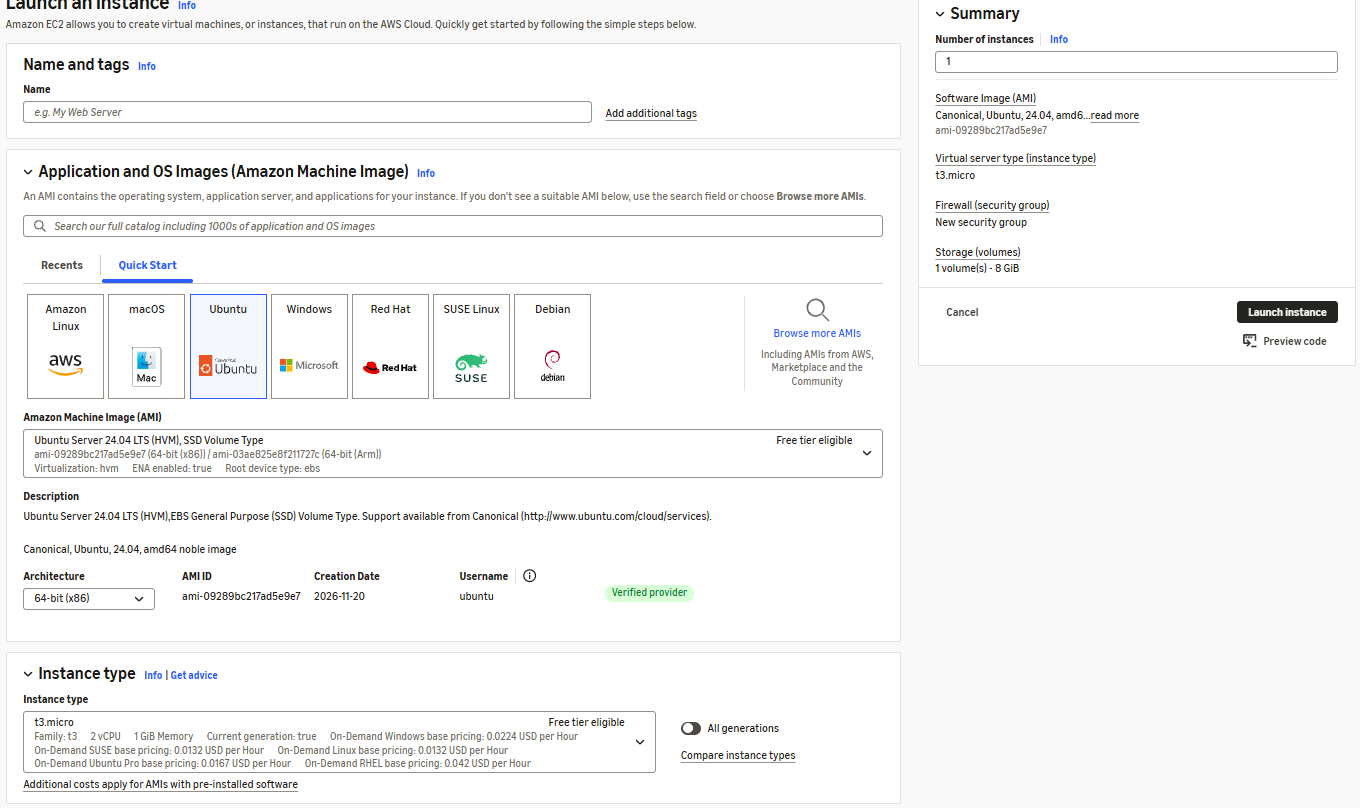 Launch an instance Info
Amazon EC2 allows you to create virtual machines, or instances, that run on the AWS Cloud. Quickly get started by following the simple steps below.
Name and tags Info
Name
e.g. My Web Server
Add additional tags
Application and OS Images (Amazon Machine Image) Info
An AMI contains the operating system, application server, and applications for your instance. If you don't see a suitable AMI below, use the search field or choose Browse more AMIs.
Search our full catalog including 1000s of application and OS images
Recents
Quick Start
Amazon
Linux
aws
macOS
Mac
Ubuntu
Canonical
Ubuntu
Windows
Microsoft
Red Hat
Red Hat
SUSE Linux
SUSE
Debian
debian
Browse more AMIs
Including AMIs from AWS,
Marketplace and the
Community
Amazon Machine Image (AMI)
Ubuntu Server 24.04 LTS (HVM), SSD Volume Type
Free tier eligible
ami-09289bc217ad5e9e7 (64-bit (x86)) / ami-03ae825e8f211727c (64-bit (Arm))
Virtualization: hvm ENA enabled: true Root device type: ebs
Description
Ubuntu Server 24.04 LTS (HVM),EBS General Purpose (SSD) Volume Type. Support available from Canonical (http://www.ubuntu.com/cloud/services).
Canonical, Ubuntu, 24.04, amd64 noble image
Architecture
64-bit (x86)
AMI ID
ami-09289bc217ad5e9e7
Creation Date
2026-11-20
Username
ubuntu
Verified provider
Instance type Info | Get advice
Instance type
t3.micro
Free tier eligible
Family: t3 2 vCPU 1 GiB Memory Current generation: true On-Demand Windows base pricing: 0.0224 USD per Hour
On-Demand SUSE base pricing: 0.0132 USD per Hour On-Demand Linux base pricing: 0.0132 USD per Hour
On-Demand Ubuntu Pro base pricing: 0.0167 USD per Hour On-Demand RHEL base pricing: 0.042 USD per Hour
All generations
Compare instance types
Additional costs apply for AMIs with pre-installed software
Summary
Number of instances Info
1
Software Image (AMI)
Canonical, Ubuntu, 24.04, amd6...read more
ami-09289bc217ad5e9e7
Virtual server type (instance type)
t3.micro
Firewall (security group)
New security group
Storage (volumes)
1 volume(s) - 8 GiB
Cancel
Launch instance
Preview code